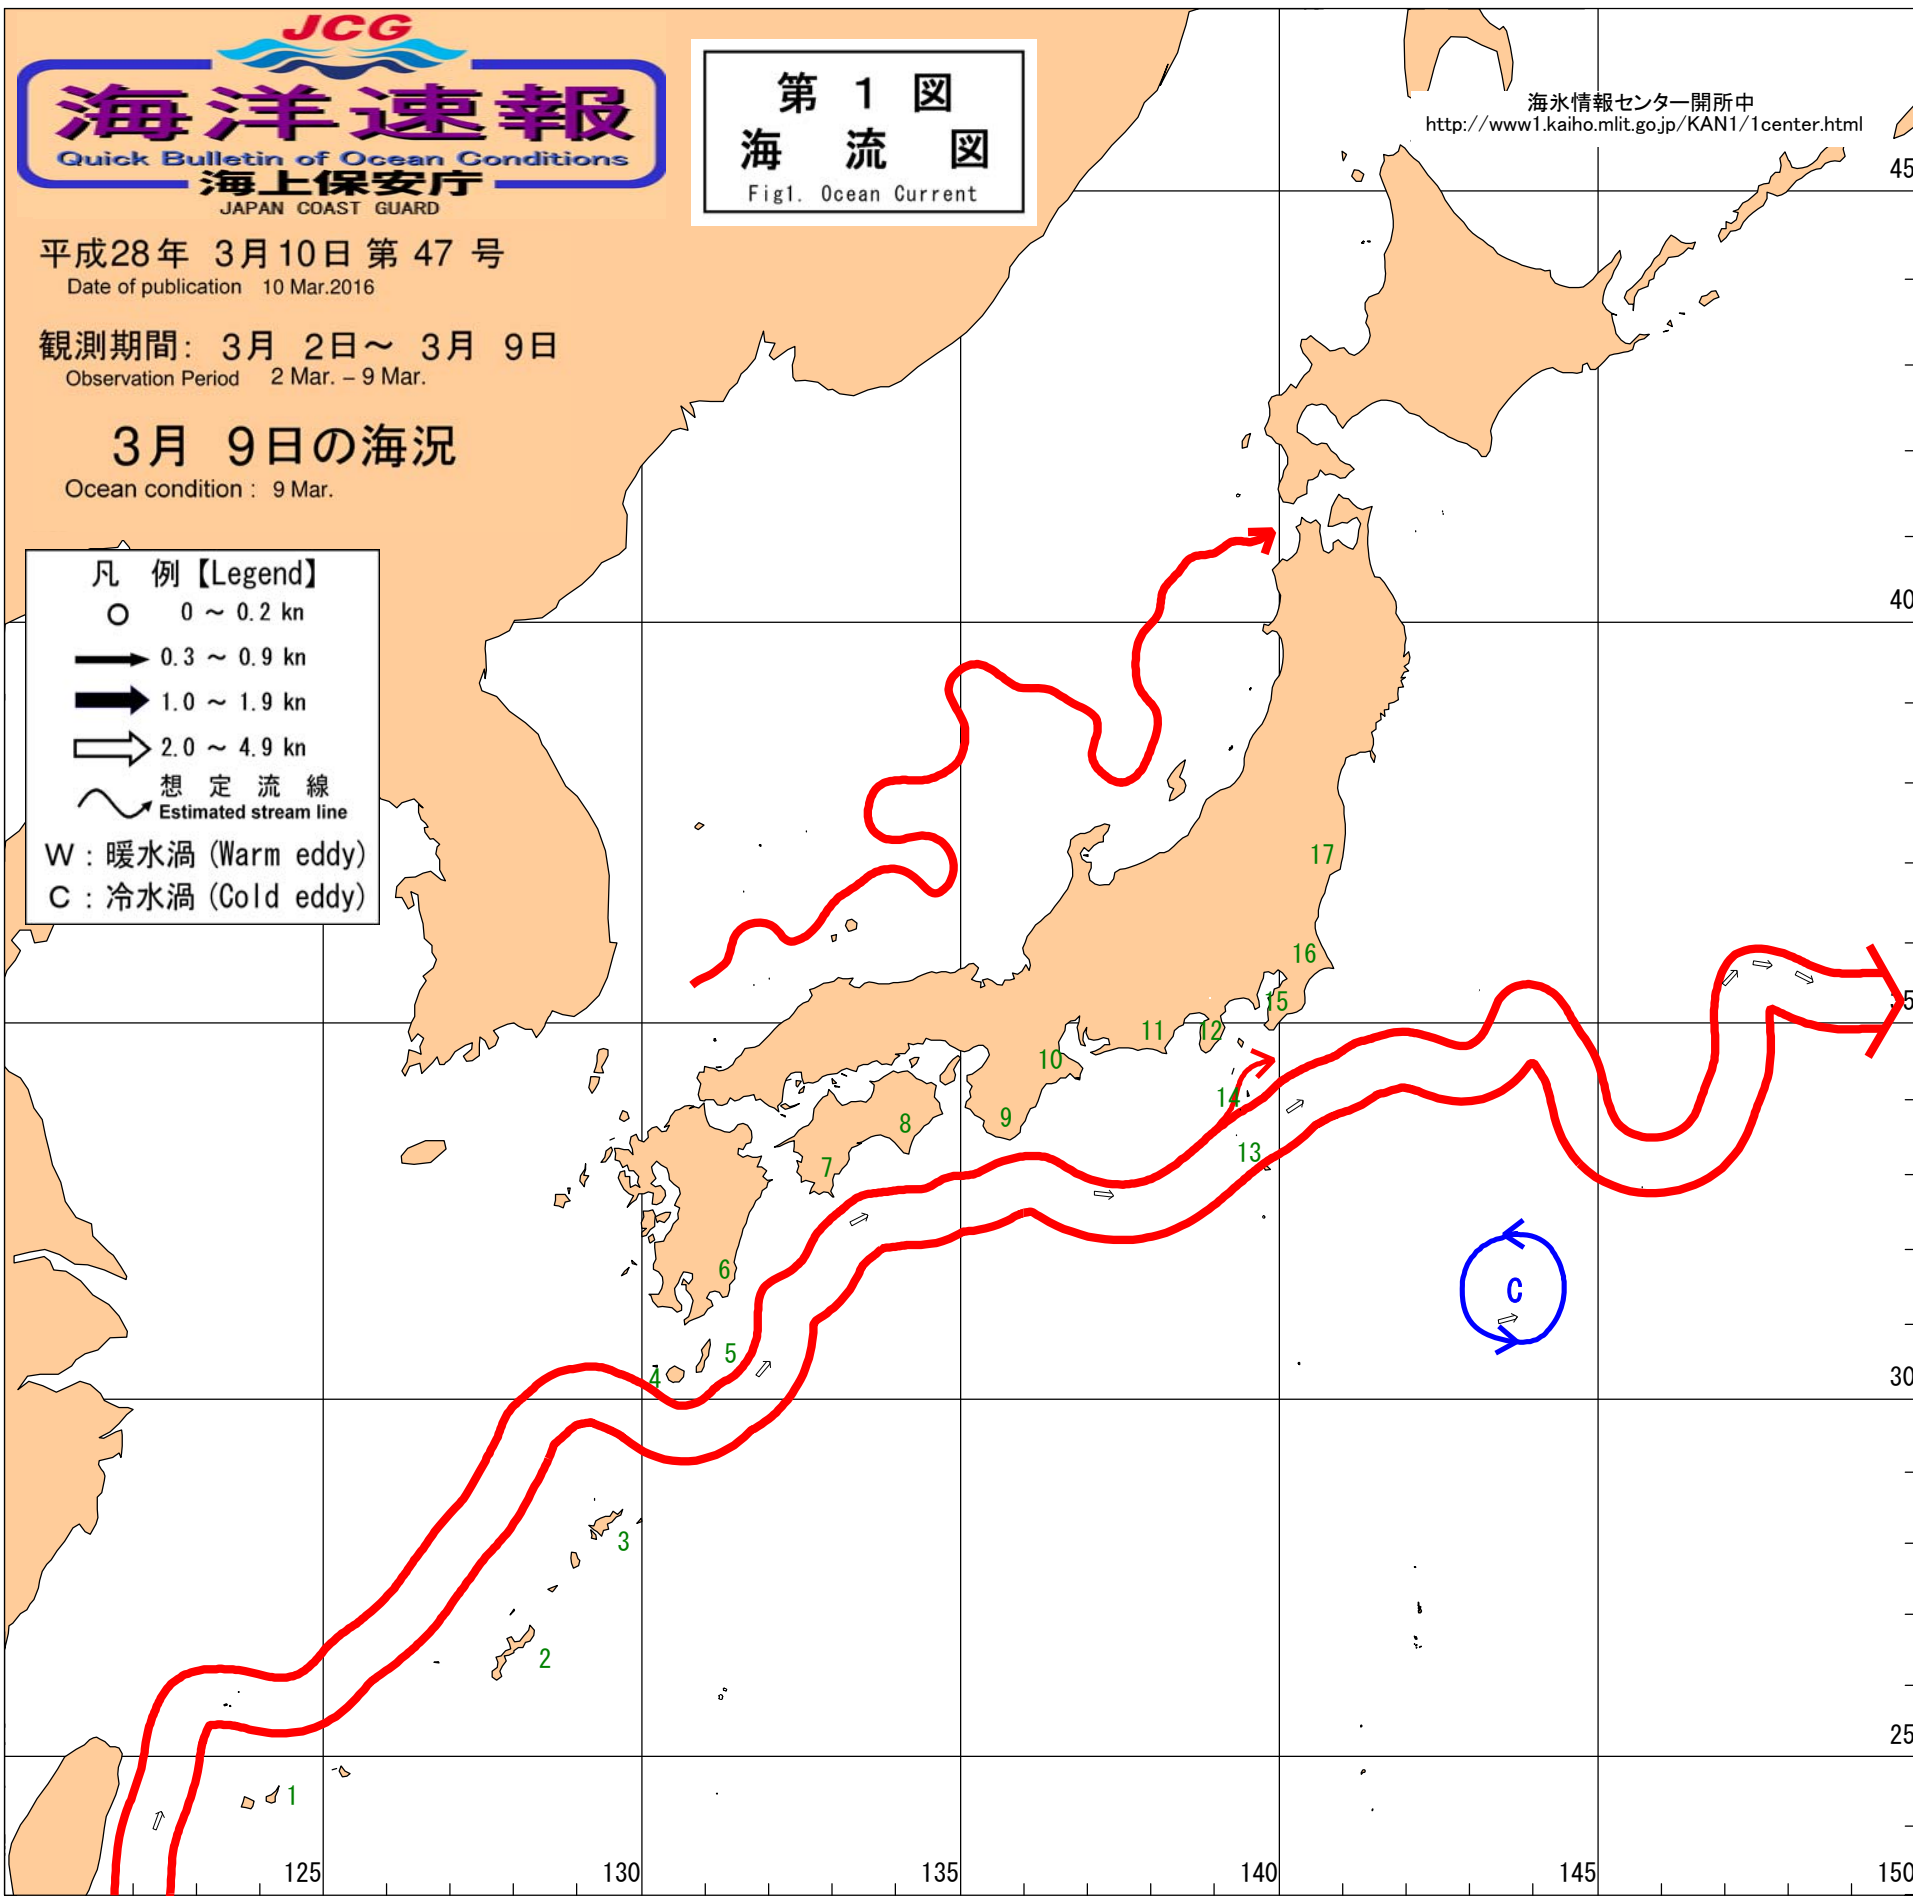 JCG
海洋速報
Quick Bulletin of Ocean Conditions
海上保安庁
JAPAN COAST GUARD
第 1 図
海 流 図
Fig1. Ocean Current
海氷情報センター開所中
http://www1.kaiho.mlit.go.jp/KAN1/1center.html
平成28年 3月10日 第 47 号
Date of publication 10 Mar.2016
観測期間: 3月 2日～ 3月 9日
Observation Period 2 Mar. – 9 Mar.
3月 9日の海況
Ocean condition : 9 Mar.
凡 例【Legend】
0 ～ 0.2 kn
0.3 ～ 0.9 kn
1.0 ～ 1.9 kn
2.0 ～ 4.9 kn
想 定 流 線
Estimated stream line
W : 暖水渦 (Warm eddy)
C : 冷水渦 (Cold eddy)
45
40
17
16
15
35
12
11
10
14
9
8
13
7
6
C
5
4
30
3
2
25
1
125
130
135
140
145
150